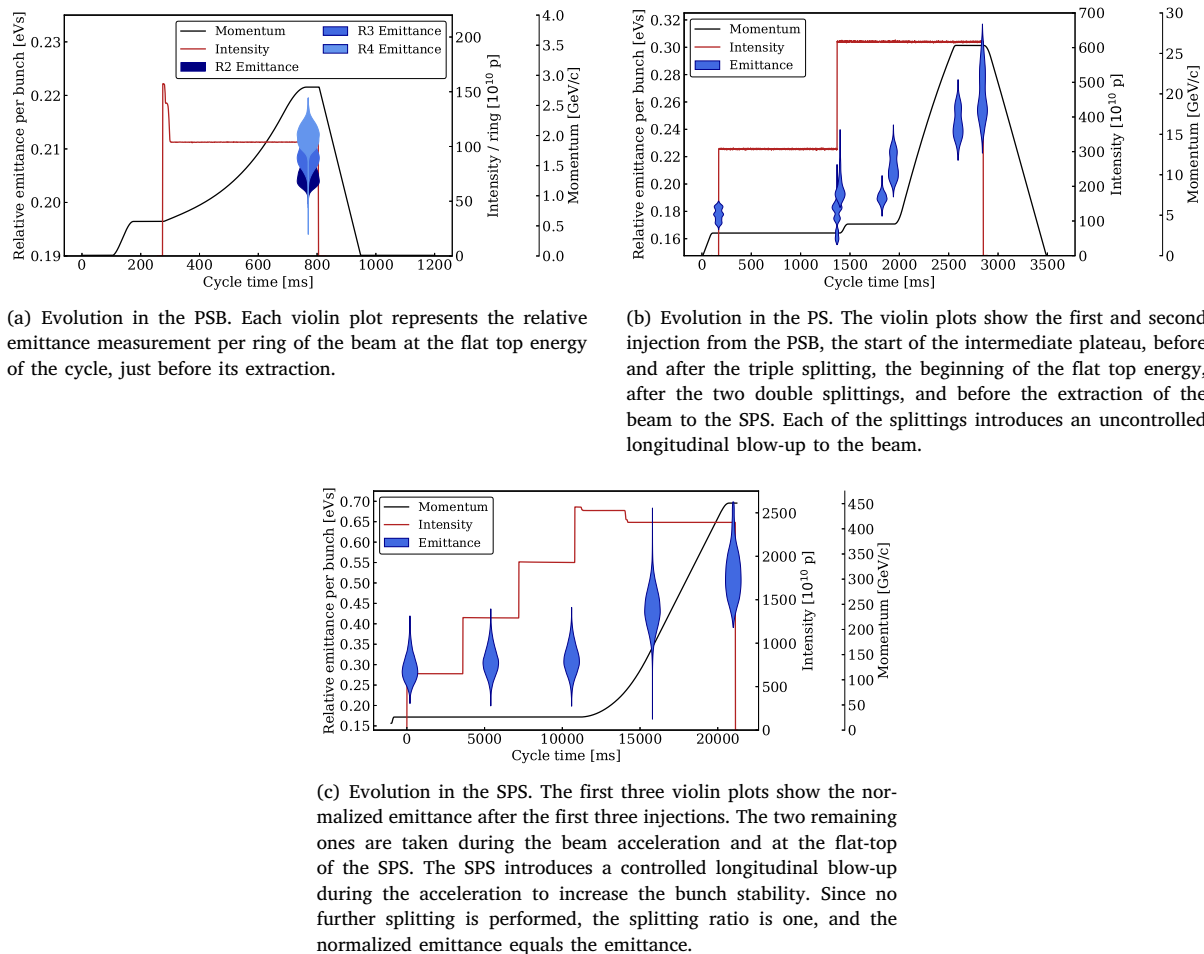 Relative emittance per bunch [eVs]
0.23
0.22
0.21
0.20
0.19
Momentum
Intensity
R2 Emittance
R3 Emittance
R4 Emittance
0 200 400 600 800 1000 1200
Cycle time [ms]
200
150
100
50
0
Intensity / ring [10¹⁰ p]
4.0
3.5
3.0
2.5
2.0
1.5
1.0
0.5
0.0
Momentum [GeV/c]
(a) Evolution in the PSB. Each violin plot represents the relative
emittance measurement per ring of the beam at the flat top energy
of the cycle, just before its extraction.
Relative emittance per bunch [eVs]
0.32
0.30
0.28
0.26
0.24
0.22
0.20
0.18
0.16
Momentum
Intensity
Emittance
0 500 1000 1500 2000 2500 3000 3500
Cycle time [ms]
700
600
500
400
300
200
100
0
Intensity [10¹⁰ p]
30
25
20
15
10
5
0
Momentum [GeV/c]
(b) Evolution in the PS. The violin plots show the first and second
injection from the PSB, the start of the intermediate plateau, before
and after the triple splitting, the beginning of the flat top energy,
after the two double splittings, and before the extraction of the
beam to the SPS. Each of the splittings introduces an uncontrolled
longitudinal blow-up to the beam.
Relative emittance per bunch [eVs]
0.70
0.65
0.60
0.55
0.50
0.45
0.40
0.35
0.30
0.25
0.20
0.15
Momentum
Intensity
Emittance
0 5000 10000 15000 20000
Cycle time [ms]
2500
2000
1500
1000
500
0
Intensity [10¹⁰ p]
450
400
350
300
250
200
150
100
50
0
Momentum [GeV/c]
(c) Evolution in the SPS. The first three violin plots show the nor-
malized emittance after the first three injections. The two remaining
ones are taken during the beam acceleration and at the flat-top
of the SPS. The SPS introduces a controlled longitudinal blow-up
during the acceleration to increase the bunch stability. Since no
further splitting is performed, the splitting ratio is one, and the
normalized emittance equals the emittance.